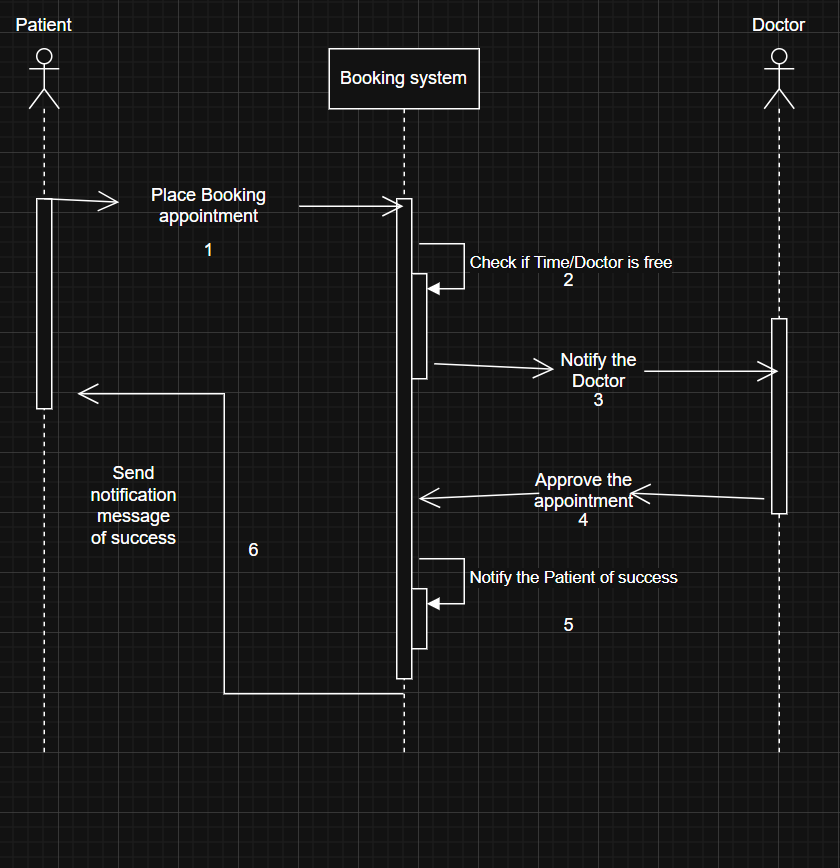 Patient
Doctor
Booking system
Place Booking
appointment
1
Check if Time/Doctor is free
2
Notify the
Doctor
3
Send
notification
message
of success
Approve the
appointment
4
6
Notify the Patient of success
5